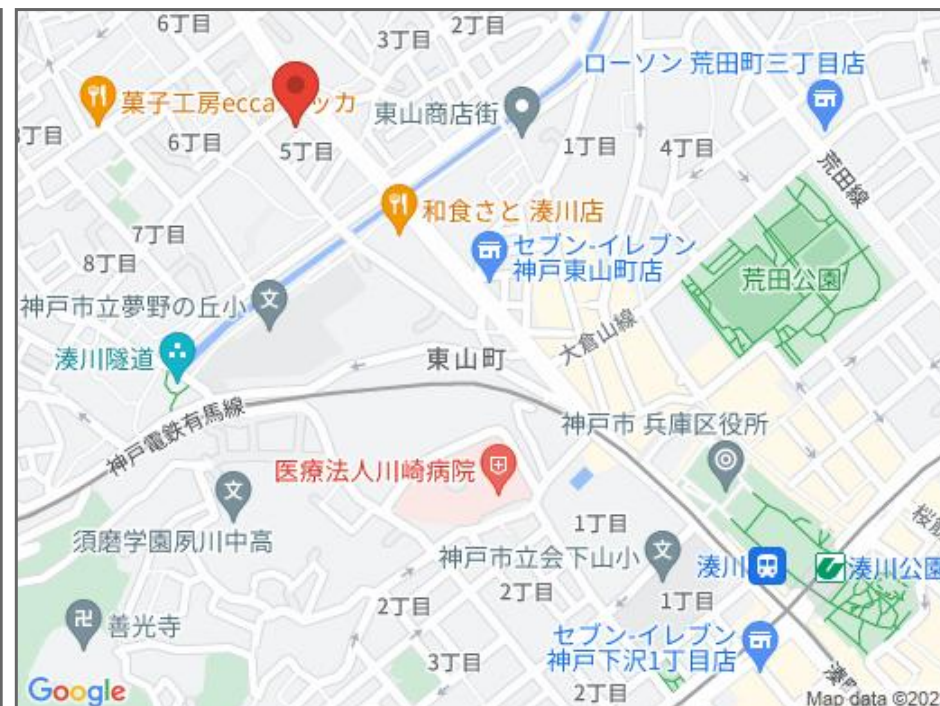 6丁目
2丁目
3丁目
ローソン 荒田町三丁目店
菓子工房ecca
ッカ
東山商店街
丁目
6丁目
5丁目
1丁目
4丁目
荒田線
和食さと 湊川店
7丁目
セブン-イレブン
神戸東山町店
8丁目
荒田公園
神戸市立夢野の丘小
大倉山線
湊川隧道
東山町
神戸電鉄有馬線
神戸市 兵庫区役所
医療法人川崎病院
1丁目
須磨学園夙川中高
神戸市立会下山小
湊川
湊川公園
2丁目
2丁目
1丁目
善光寺
セブン-イレブン
神戸下沢1丁目店
3丁目
2丁目
Google
Map data ©202